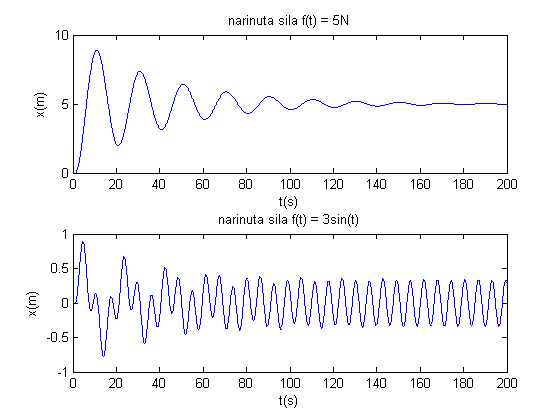 narinuta sila f(t) = 5N
10
5
0
x(m)
0 20 40 60 80 100 120 140 160 180 200
t(s)
narinuta sila f(t) = 3sin(t)
1
0.5
0
-0.5
-1
x(m)
0 20 40 60 80 100 120 140 160 180 200
t(s)